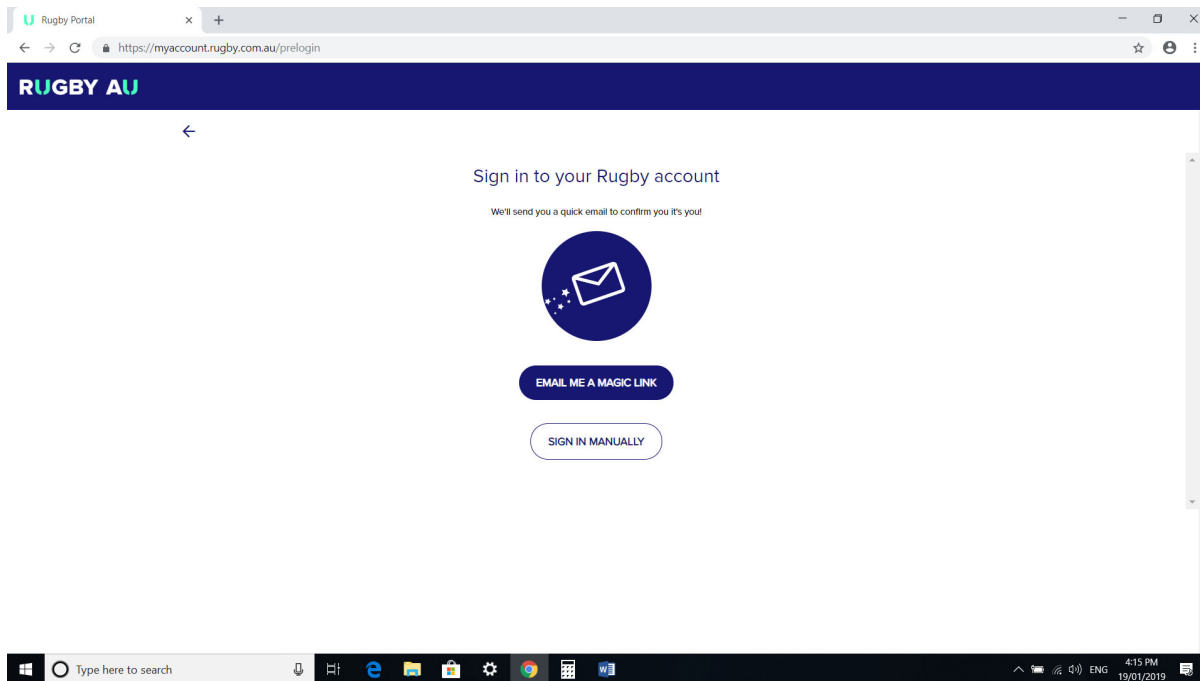 Rugby Portal
https://myaccount.rugby.com.au/prelogin
RUGBY AU
Sign in to your Rugby account
We'll send you a quick email to confirm you it's you!
EMAIL ME A MAGIC LINK
SIGN IN MANUALLY
Type here to search
ENG
4:15 PM
19/01/2019